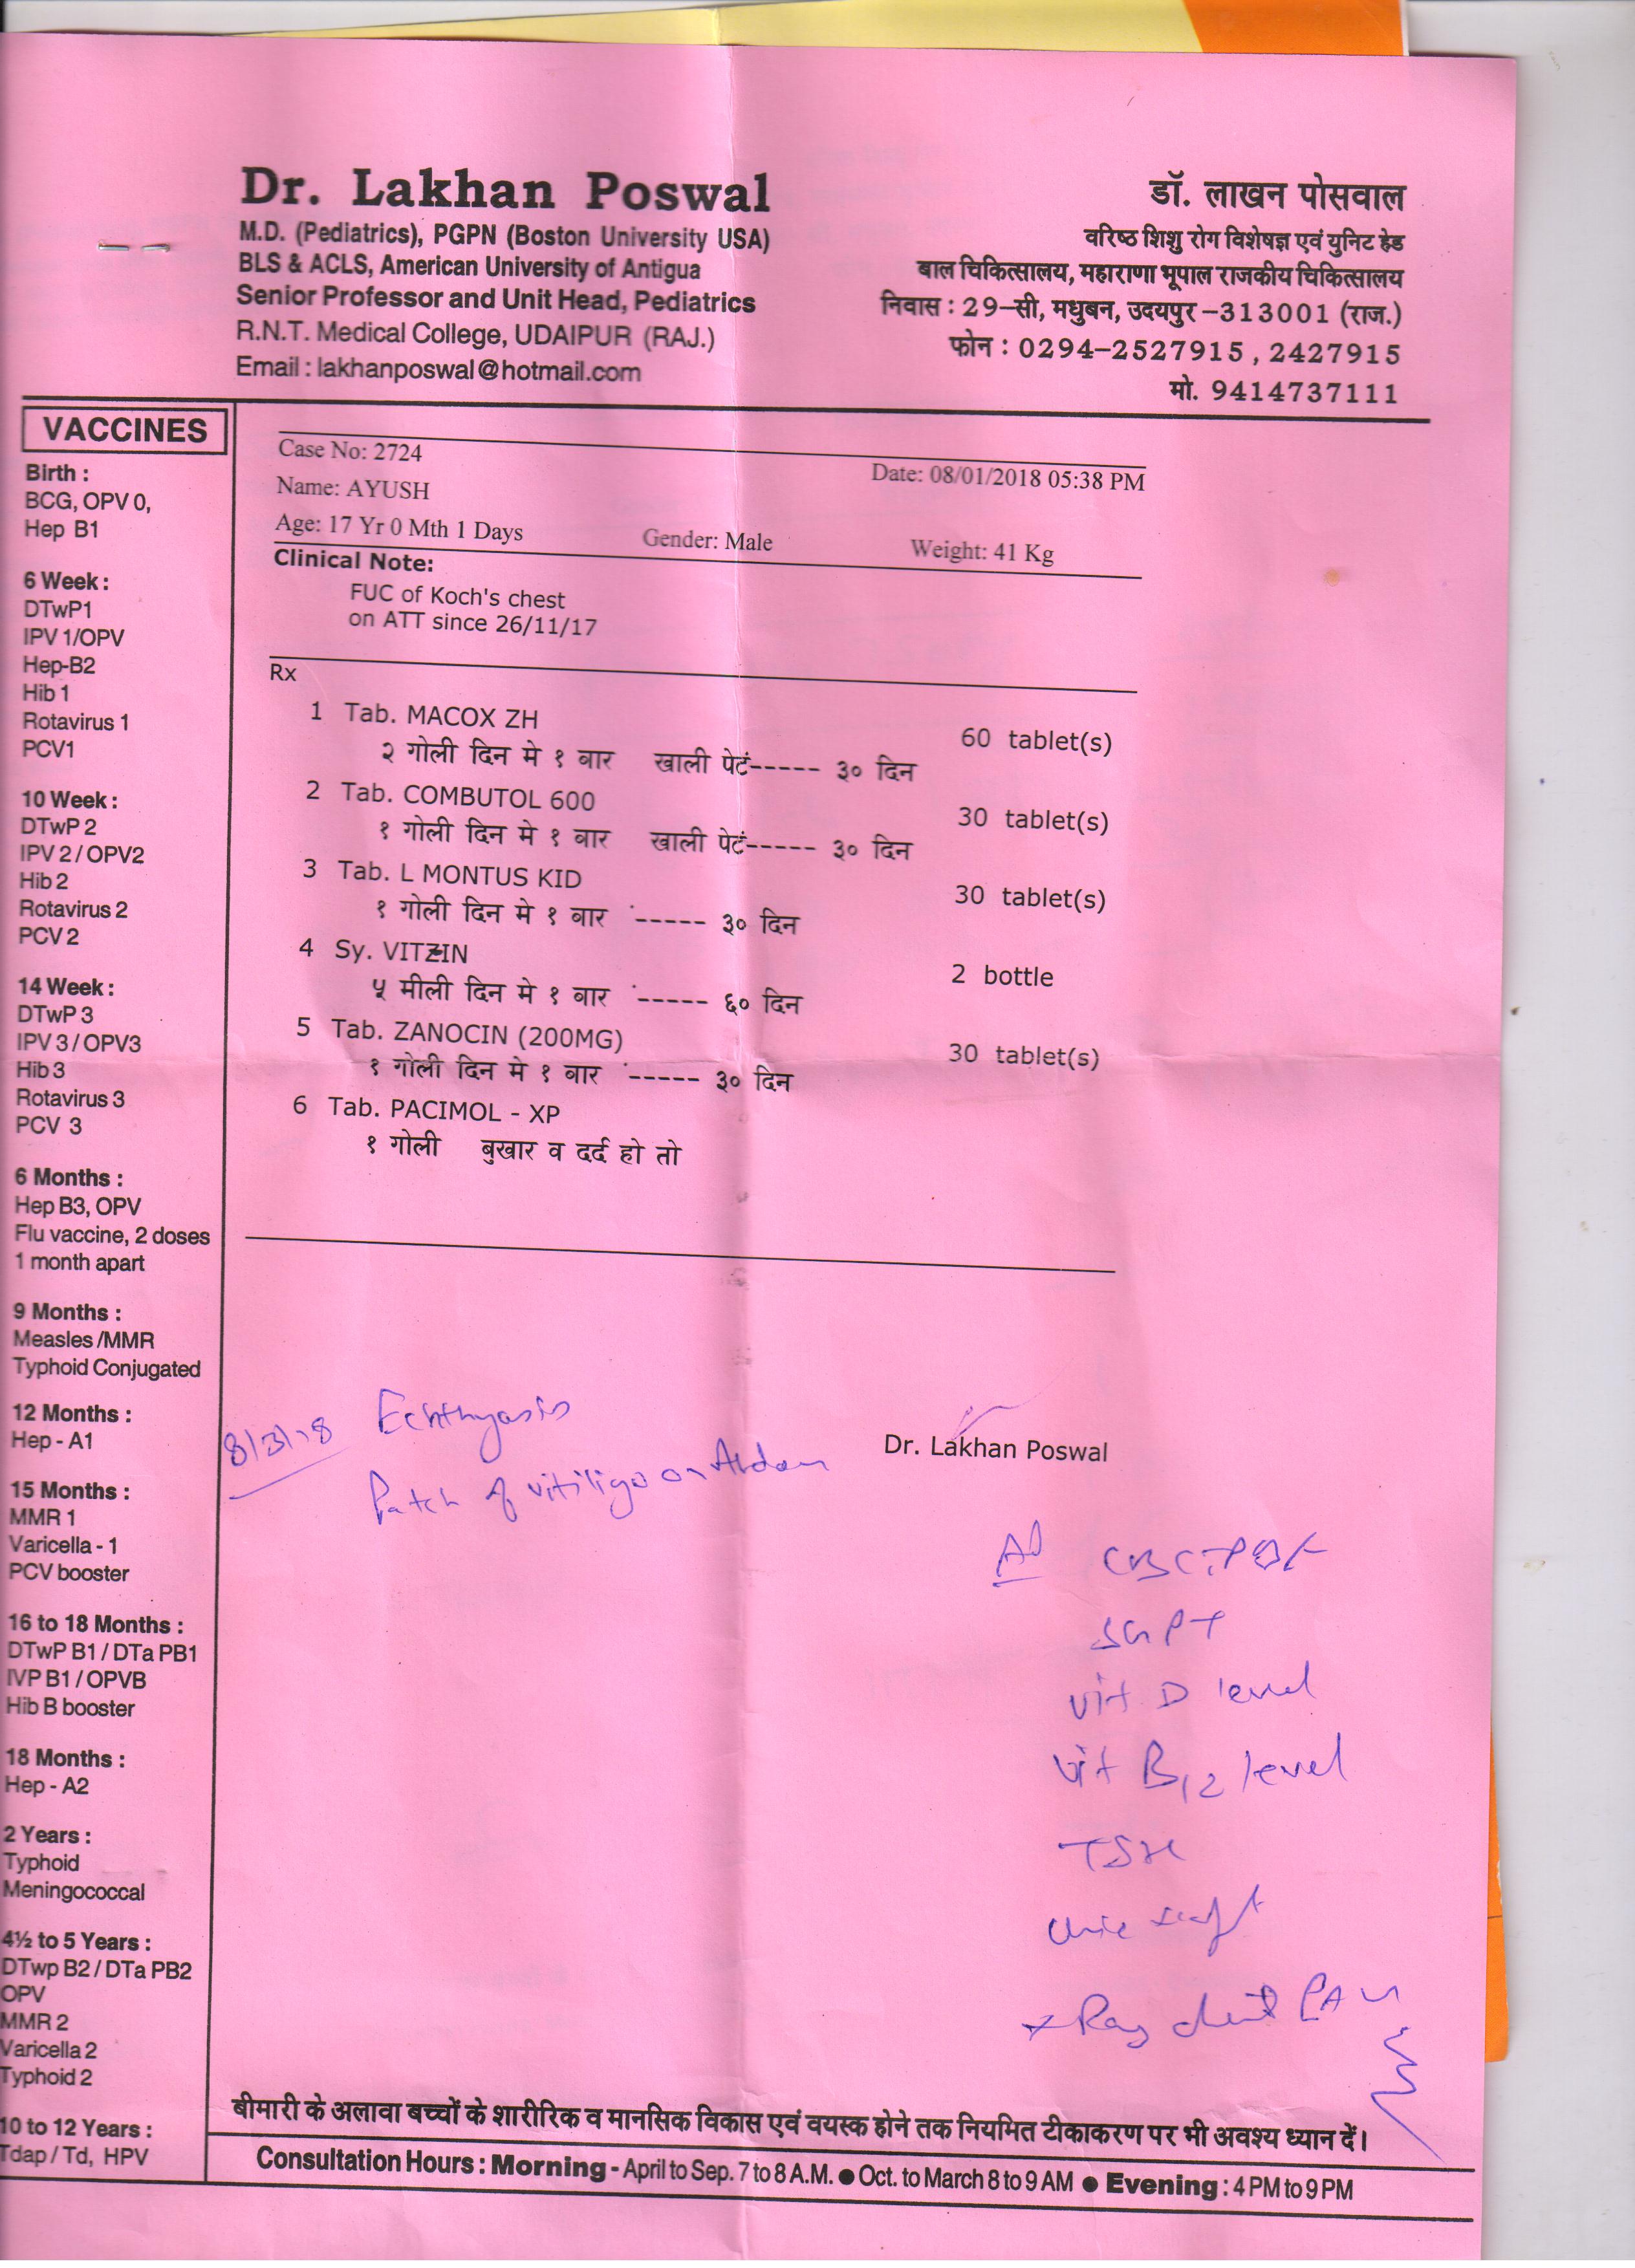 Dr. Lakhan Poswal
M.D. (Pediatrics), PGPN (Boston University USA)
BLS & ACLS, American University of Antigua
Senior Professor and Unit Head, Pediatrics
R.N.T. Medical College, UDAIPUR (RAJ.)
Email : lakhanposwal@hotmail.com
डॉ. लाखन पोसवाल
वरिष्ठ शिशु रोग विशेषज्ञ एवं युनिट हेड
बाल चिकित्सालय, महाराणा भूपाल राजकीय चिकित्सालय
निवास : 29-सी, मधुबन, उदयपुर-313001 (राज.)
फोन : 0294-2527915, 2427915
मो. 9414737111
VACCINES
Birth :
BCG, OPV 0,
Hep B1
6 Week :
DTwP1
IPV 1/OPV
Hep-B2
Hib 1
Rotavirus 1
PCV1
10 Week :
DTwP 2
IPV 2 / OPV2
Hib 2
Rotavirus 2
PCV 2
14 Week :
DTwP 3
IPV 3 / OPV3
Hib 3
Rotavirus 3
PCV 3
6 Months :
Hep B3, OPV
Flu vaccine, 2 doses
1 month apart
9 Months :
Measles /MMR
Typhoid Conjugated
12 Months :
Hep - A1
15 Months :
MMR 1
Varicella - 1
PCV booster
16 to 18 Months :
DTwP B1 / DTa PB1
IVP B1 / OPVB
Hib B booster
18 Months :
Hep - A2
2 Years :
Typhoid
Meningococcal
4½ to 5 Years :
DTwp B2 / DTa PB2
OPV
MMR 2
Varicella 2
Typhoid 2
10 to 12 Years :
Tdap / Td, HPV
Case No: 2724
Date: 08/01/2018 05:38 PM
Name: AYUSH
Age: 17 Yr 0 Mth 1 Days Gender: Male Weight: 41 Kg
Clinical Note:
FUC of Koch's chest
on ATT since 26/11/17
Rx
1 Tab. MACOX ZH 60 tablet(s)
२ गोली दिन मे १ बार खाली पेटं----- ३० दिन
2 Tab. COMBUTOL 600 30 tablet(s)
१ गोली दिन मे १ बार खाली पेटं----- ३० दिन
3 Tab. L MONTUS KID 30 tablet(s)
१ गोली दिन मे १ बार ----- ३० दिन
4 Sy. VITZIN 2 bottle
५ मीली दिन मे १ बार ----- ६० दिन
5 Tab. ZANOCIN (200MG) 30 tablet(s)
१ गोली दिन मे १ बार ----- ३० दिन
6 Tab. PACIMOL - XP
१ गोली बुखार व दर्द हो तो
8/3/18 Echthyosis
Patch of vitiligo on Abdom
Dr. Lakhan Poswal
Ad CBC
SGPT
vit D level
vit B12 level
TSH
X Ray chest PA
बीमारी के अलावा बच्चों के शारीरिक व मानसिक विकास एवं वयस्क होने तक नियमित टीकाकरण पर भी अवश्य ध्यान दें।
Consultation Hours : Morning - April to Sep. 7 to 8 A.M. ● Oct. to March 8 to 9 AM ● Evening : 4 PM to 9 PM